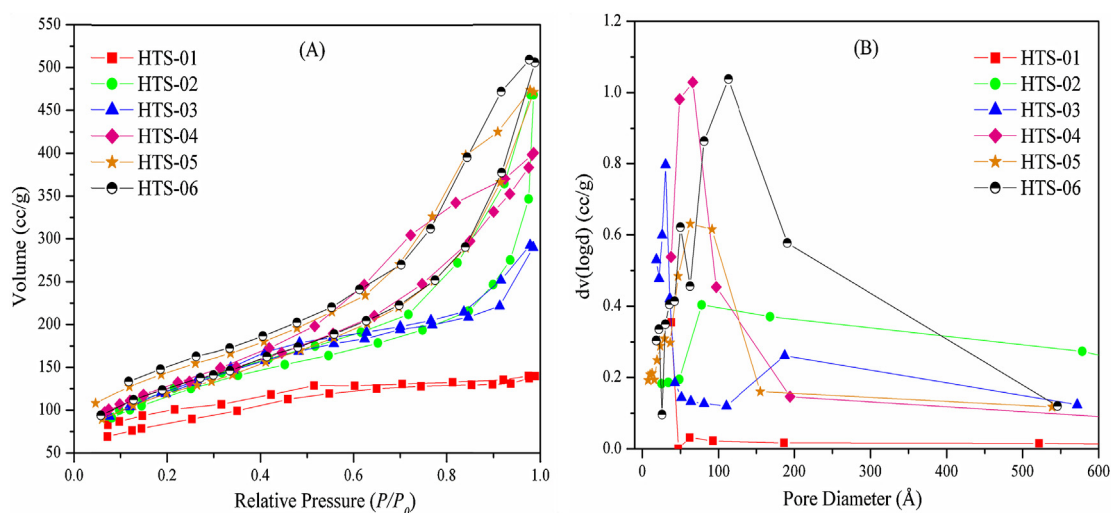 (A)
HTS-01
HTS-02
HTS-03
HTS-04
HTS-05
HTS-06
Volume (cc/g)
550
500
450
400
350
300
250
200
150
100
50
0.0 0.2 0.4 0.6 0.8 1.0
Relative Pressure (P/P0)
(B)
HTS-01
HTS-02
HTS-03
HTS-04
HTS-05
HTS-06
dv(logd) (cc/g)
1.2
1.0
0.8
0.6
0.4
0.2
0.0
0 100 200 300 400 500 600
Pore Diameter (Å)